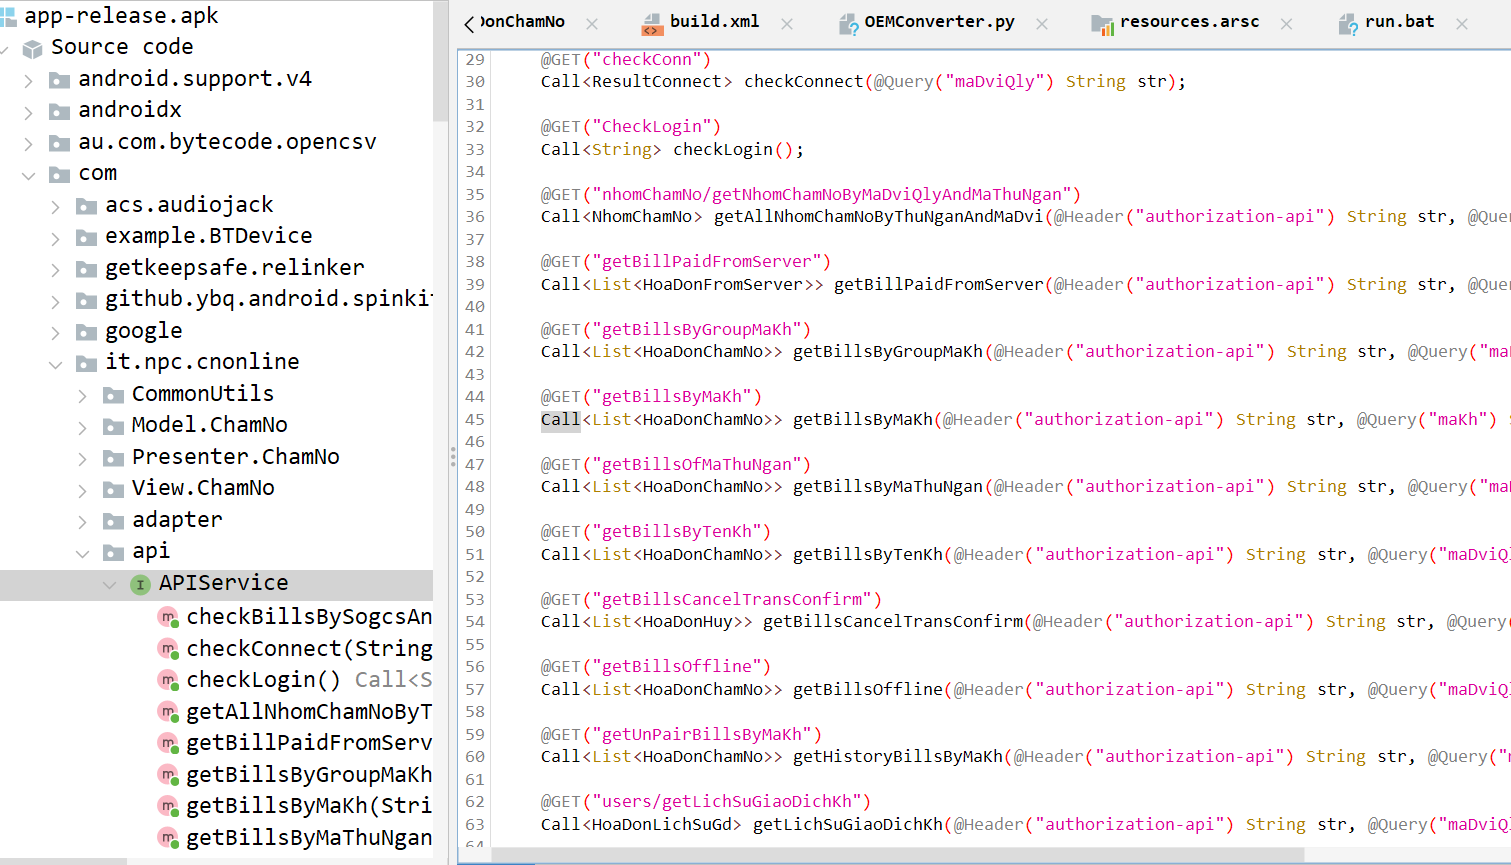 app-release.apk
Source code
android.support.v4
androidx
au.com.bytecode.opencsv
com
acs.audiojack
example.BTDevice
getkeepsafe.relinker
github.ybq.android.spinkit
google
it.npc.cnonline
CommonUtils
Model.ChamNo
Presenter.ChamNo
View.ChamNo
adapter
api
I APIService
m checkBillsBySogcsAn
m checkConnect(String
m checkLogin() Call<S
m getAllNhomChamNoByT
m getBillPaidFromServ
m getBillsByGroupMaKh
m getBillsByMaKh(Stri
m getBillsByMaThuNgan
DonChamNo × build.xml × OEMConverter.py × resources.arsc × run.bat ×
29 @GET("checkConn")
30 Call<ResultConnect> checkConnect(@Query("maDviQly") String str);
31
32 @GET("CheckLogin")
33 Call<String> checkLogin();
34
35 @GET("nhomChamNo/getNhomChamNoByMaDviQlyAndMaThuNgan")
36 Call<NhomChamNo> getAllNhomChamNoByThuNganAndMaDvi(@Header("authorization-api") String str, @Que
37
38 @GET("getBillPaidFromServer")
39 Call<List<HoaDonFromServer>> getBillPaidFromServer(@Header("authorization-api") String str, @Que
40
41 @GET("getBillsByGroupMaKh")
42 Call<List<HoaDonChamNo>> getBillsByGroupMaKh(@Header("authorization-api") String str, @Query("ma
43
44 @GET("getBillsByMaKh")
45 Call<List<HoaDonChamNo>> getBillsByMaKh(@Header("authorization-api") String str, @Query("maKh")
46
47 @GET("getBillsOfMaThuNgan")
48 Call<List<HoaDonChamNo>> getBillsByMaThuNgan(@Header("authorization-api") String str, @Query("ma
49
50 @GET("getBillsByTenKh")
51 Call<List<HoaDonChamNo>> getBillsByTenKh(@Header("authorization-api") String str, @Query("maDviQl
52
53 @GET("getBillsCancelTransConfirm")
54 Call<List<HoaDonHuy>> getBillsCancelTransConfirm(@Header("authorization-api") String str, @Query(
55
56 @GET("getBillsOffline")
57 Call<List<HoaDonChamNo>> getBillsOffline(@Header("authorization-api") String str, @Query("maDviQl
58
59 @GET("getUnPairBillsByMaKh")
60 Call<List<HoaDonChamNo>> getHistoryBillsByMaKh(@Header("authorization-api") String str, @Query("
61
62 @GET("users/getLichSuGiaoDichKh")
63 Call<HoaDonLichSuGd> getLichSuGiaoDichKh(@Header("authorization-api") String str, @Query("maDviQl
64